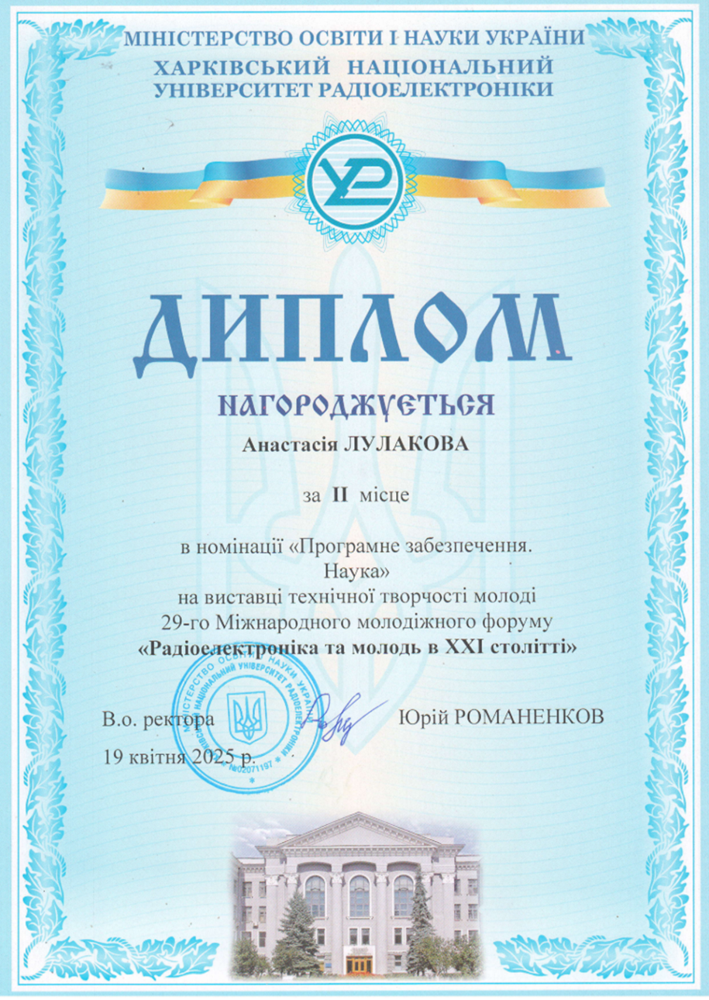 МІНІСТЕРСТВО ОСВІТИ І НАУКИ УКРАЇНИ
ХАРКІВСЬКИЙ НАЦІОНАЛЬНИЙ
УНІВЕРСИТЕТ РАДІОЕЛЕКТРОНІКИ
ДИПЛОМ
НАГОРОДЖУЄТЬСЯ
Анастасія ЛУЛАКОВА
за II місце
в номінації «Програмне забезпечення.
Наука»
на виставці технічної творчості молоді
29-го Міжнародного молодіжного форуму
«Радіоелектроніка та молодь в XXI столітті»
МІНІСТЕРСТВО ОСВІТИ І НАУКИ УКРАЇНИ
ХАРКІВСЬКИЙ НАЦІОНАЛЬНИЙ УНІВЕРСИТЕТ РАДІОЕЛЕКТРОНІКИ
№02071197
В.о. ректора Юрій РОМАНЕНКОВ
19 квітня 2025 р.